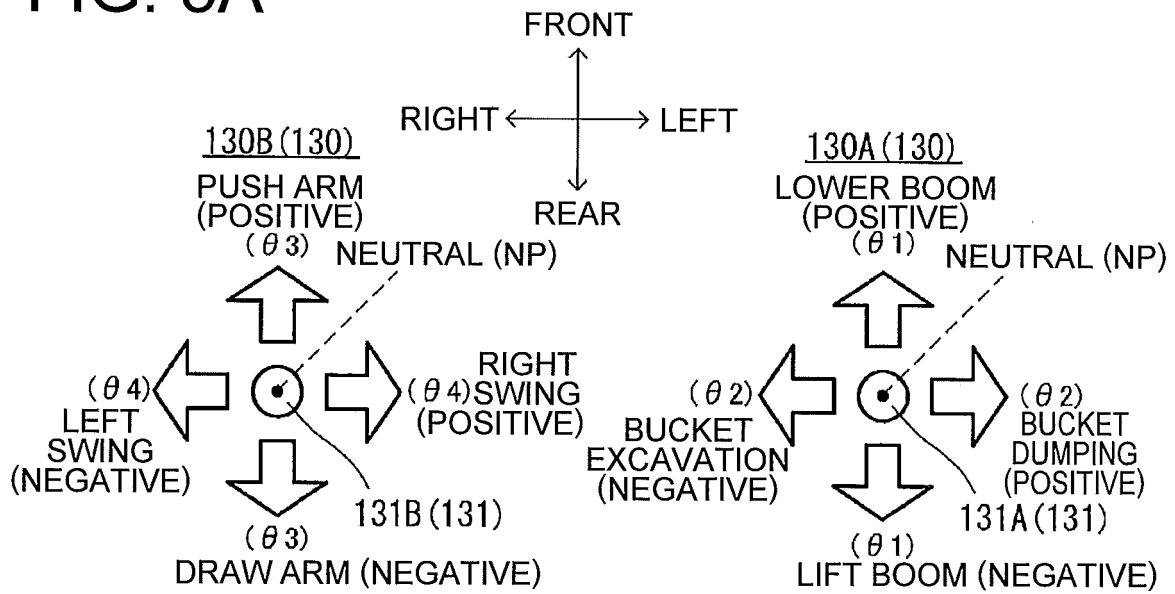 FIG.
FRONT
RIGHT
LEFT
REAR
130B(130)
PUSH ARM
(POSITIVE)
(θ3)
NEUTRAL (NP)
(θ4)
LEFT
SWING
(NEGATIVE)
(θ4) RIGHT
SWING
(POSITIVE)
131B(131)
(θ3)
DRAW ARM (NEGATIVE)
130A(130)
LOWER BOOM
(POSITIVE)
(θ1)
NEUTRAL (NP)
(θ2)
BUCKET
EXCAVATION
(NEGATIVE)
(θ2)
BUCKET
DUMPING
(POSITIVE)
131A(131)
(θ1)
LIFT BOOM (NEGATIVE)